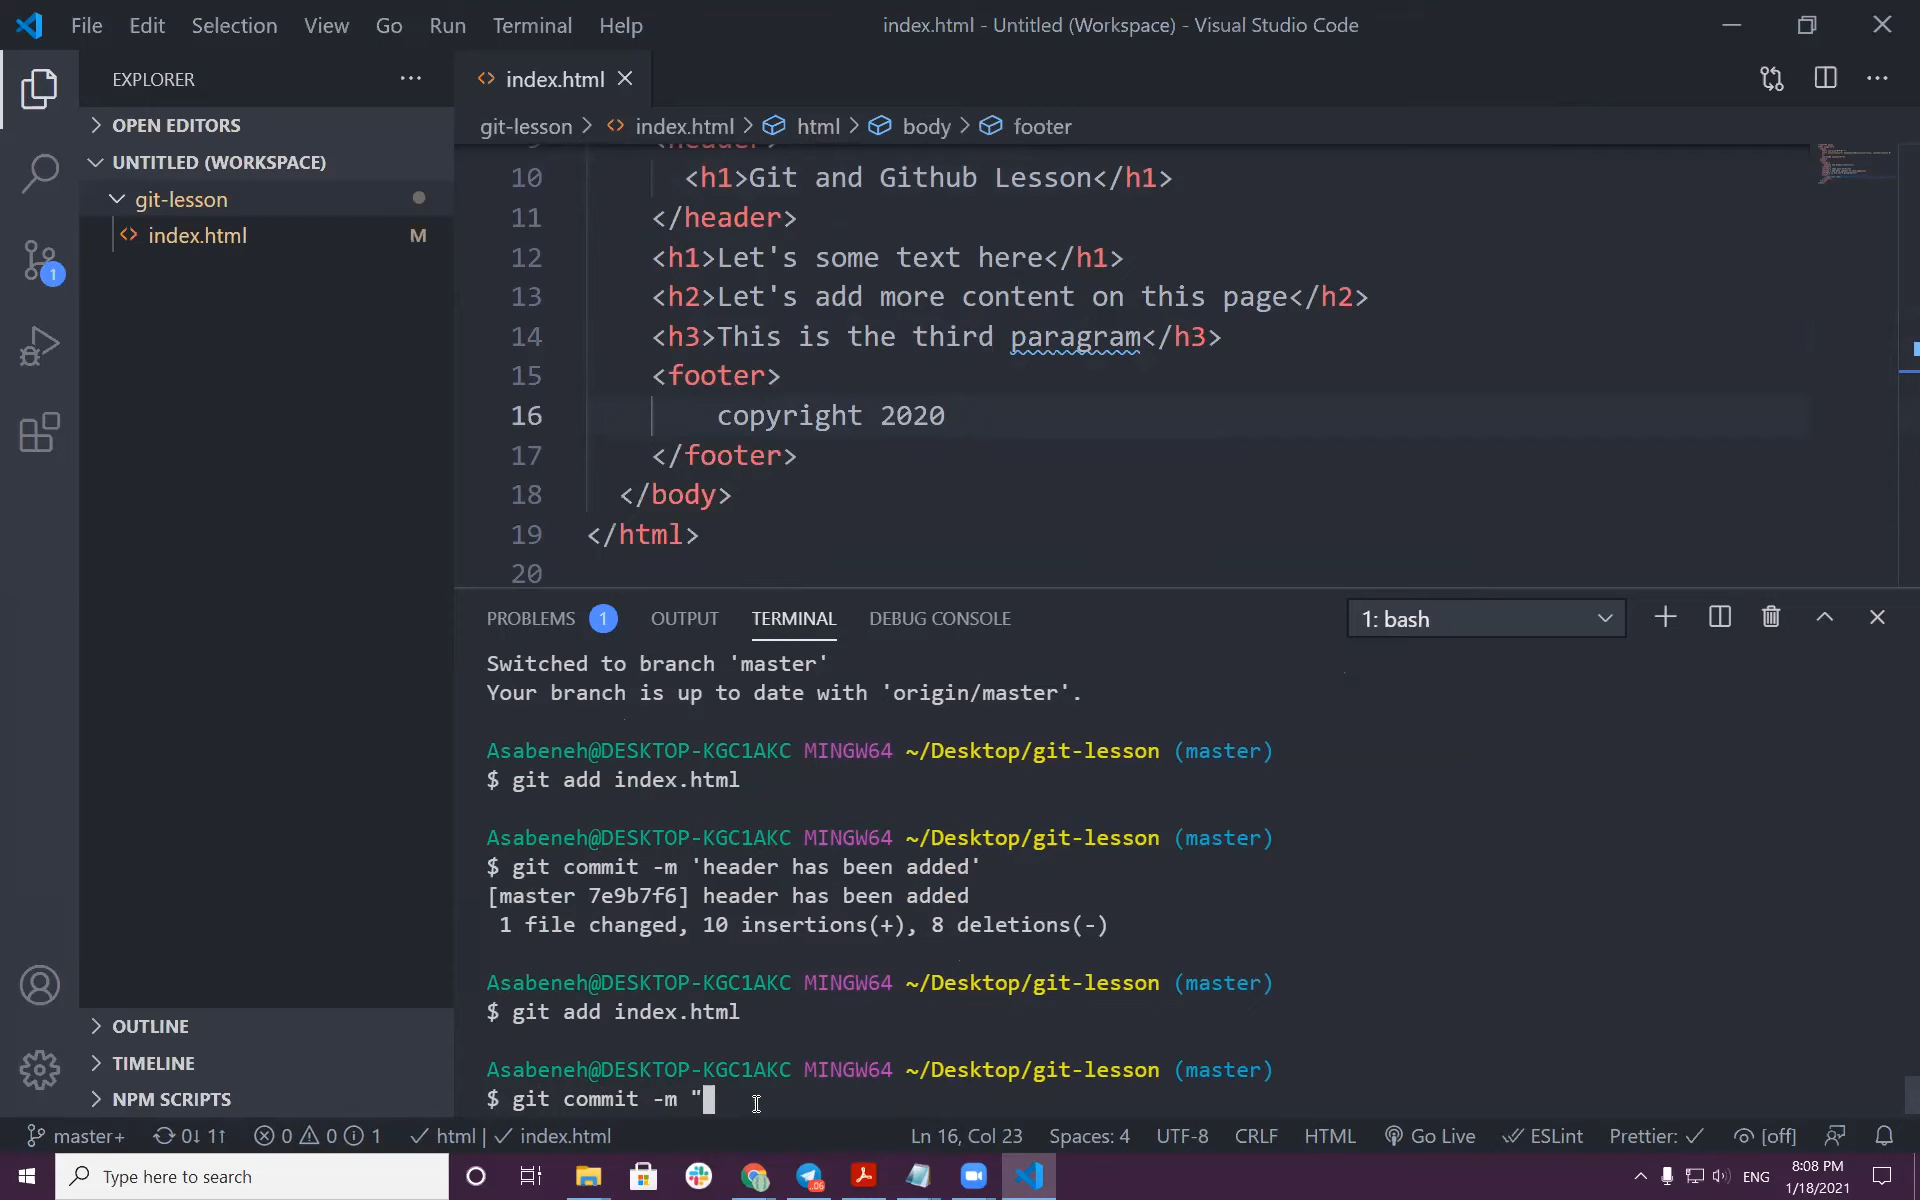 File Edit Selection View Go Run Terminal Help
index.html - Untitled (Workspace) - Visual Studio Code
EXPLORER
OPEN EDITORS
UNTITLED (WORKSPACE)
git-lesson
index.html M
1
OUTLINE
TIMELINE
NPM SCRIPTS
index.html
git-lesson > index.html > html > body > footer
9 <header>
10 <h1>Git and Github Lesson</h1>
11 </header>
12 <h1>Let's some text here</h1>
13 <h2>Let's add more content on this page</h2>
14 <h3>This is the third paragram</h3>
15 <footer>
16 copyright 2020
17 </footer>
18 </body>
19 </html>
20
PROBLEMS 1 OUTPUT TERMINAL DEBUG CONSOLE
1: bash
Switched to branch 'master'
Your branch is up to date with 'origin/master'.
Asabeneh@DESKTOP-KGC1AKC MINGW64 ~/Desktop/git-lesson (master)
$ git add index.html
Asabeneh@DESKTOP-KGC1AKC MINGW64 ~/Desktop/git-lesson (master)
$ git commit -m 'header has been added'
[master 7e9b7f6] header has been added
1 file changed, 10 insertions(+), 8 deletions(-)
Asabeneh@DESKTOP-KGC1AKC MINGW64 ~/Desktop/git-lesson (master)
$ git add index.html
Asabeneh@DESKTOP-KGC1AKC MINGW64 ~/Desktop/git-lesson (master)
$ git commit -m "
master+ 0↓ 1↑ 0 0 1 html | index.html
Ln 16, Col 23 Spaces: 4 UTF-8 CRLF HTML Go Live ESLint Prettier: ✓ [off]
Type here to search
ENG
8:08 PM
1/18/2021